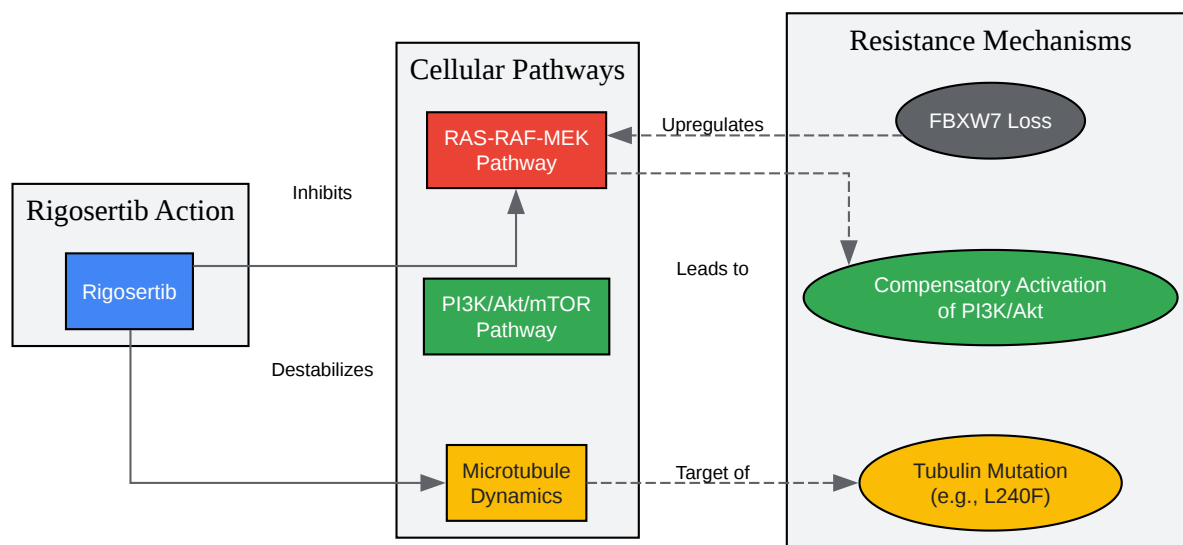 Rigosertib Action
Rigosertib
Inhibits
Destabilizes
Cellular Pathways
RAS-RAF-MEK
Pathway
PI3K/Akt/mTOR
Pathway
Microtubule
Dynamics
Upregulates
Leads to
Target of
Resistance Mechanisms
FBXW7 Loss
Compensatory Activation
of PI3K/Akt
Tubulin Mutation
(e.g., L240F)